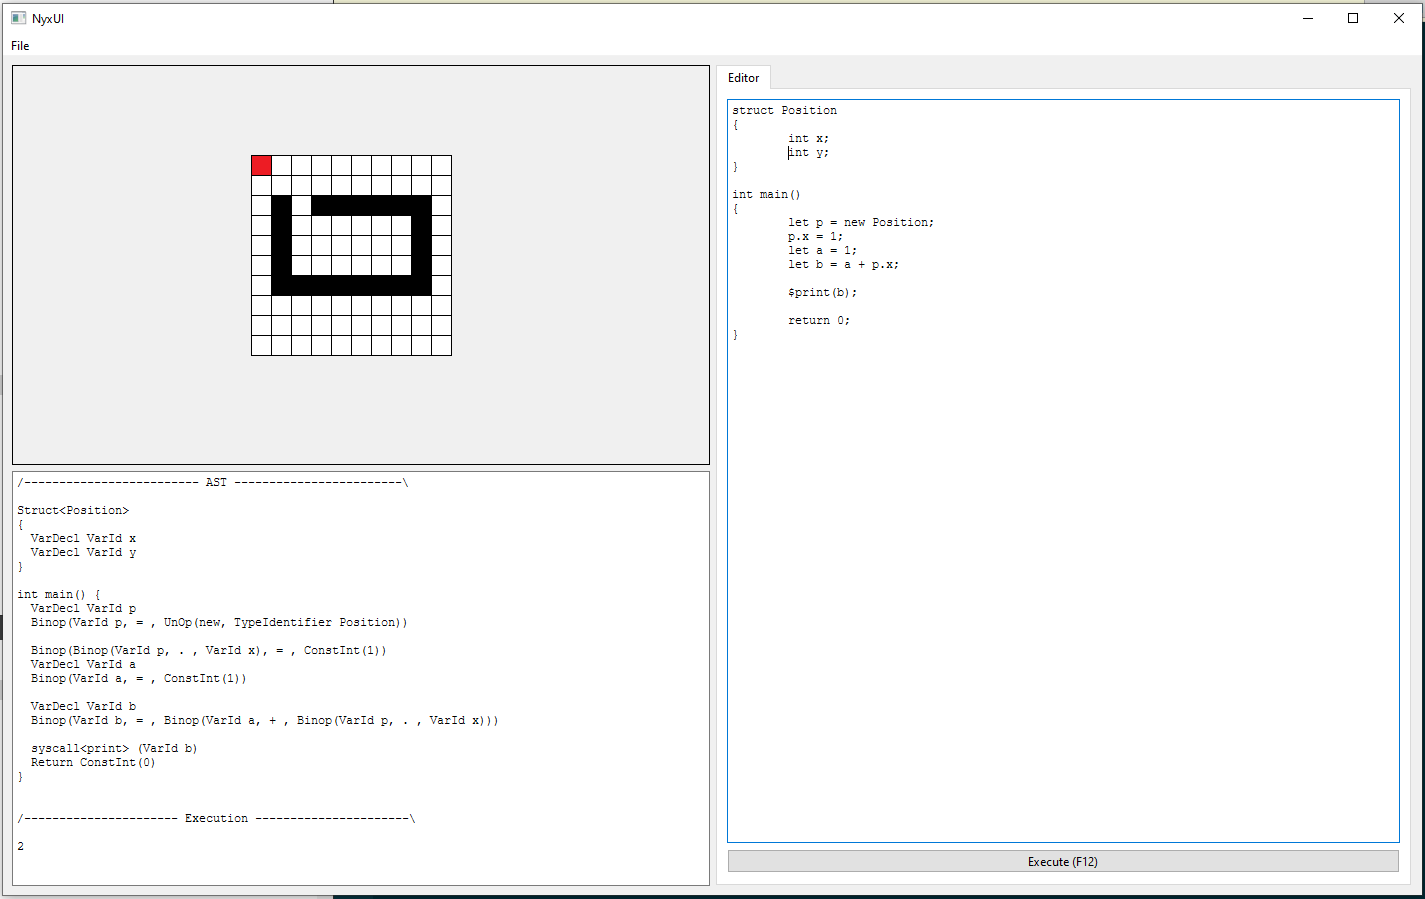 NyxUI
File
/------------------------- AST ------------------------\
Struct<Position>
{
  VarDecl VarId x
  VarDecl VarId y
}
int main() {
  VarDecl VarId p
  Binop(VarId p, = , UnOp(new, TypeIdentifier Position))
  Binop(Binop(VarId p, . , VarId x), = , ConstInt(1))
  VarDecl VarId a
  Binop(VarId a, = , ConstInt(1))
  VarDecl VarId b
  Binop(VarId b, = , Binop(VarId a, + , Binop(VarId p, . , VarId x)))
  syscall<print> (VarId b)
  Return ConstInt(0)
}
/---------------------- Execution ----------------------\
2
Editor
struct Position
{
        int x;
        int y;
}
int main()
{
        let p = new Position;
        p.x = 1;
        let a = 1;
        let b = a + p.x;
        $print(b);
        return 0;
}
Execute (F12)